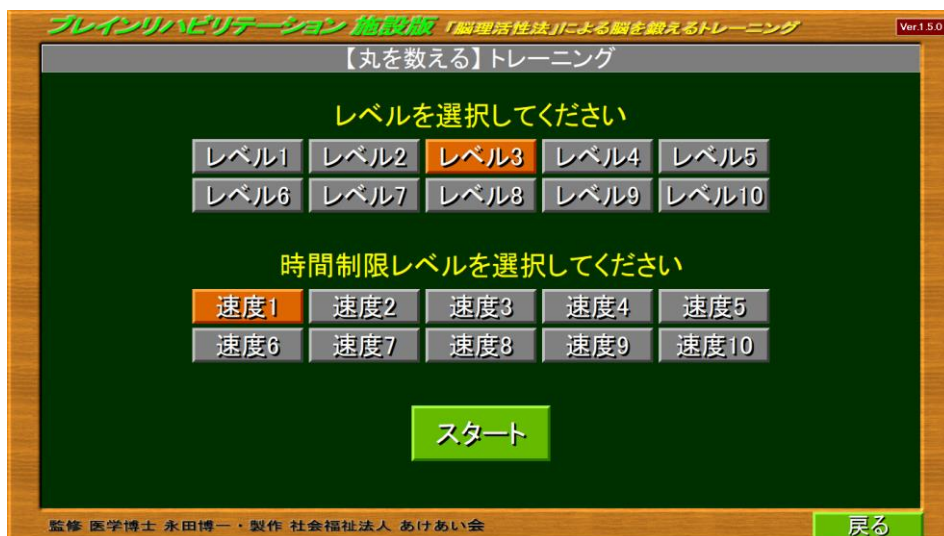 ブレインリハビリテーション 施設版 「脳理活性法」による脳を鍛えるトレーニング Ver.1.5.0
【丸を数える】トレーニング
レベルを選択してください
レベル1 レベル2 レベル3 レベル4 レベル5
レベル6 レベル7 レベル8 レベル9 レベル10
時間制限レベルを選択してください
速度1 速度2 速度3 速度4 速度5
速度6 速度7 速度8 速度9 速度10
スタート
監修 医学博士 永田博一・製作 社会福祉法人 あけあい会 戻る